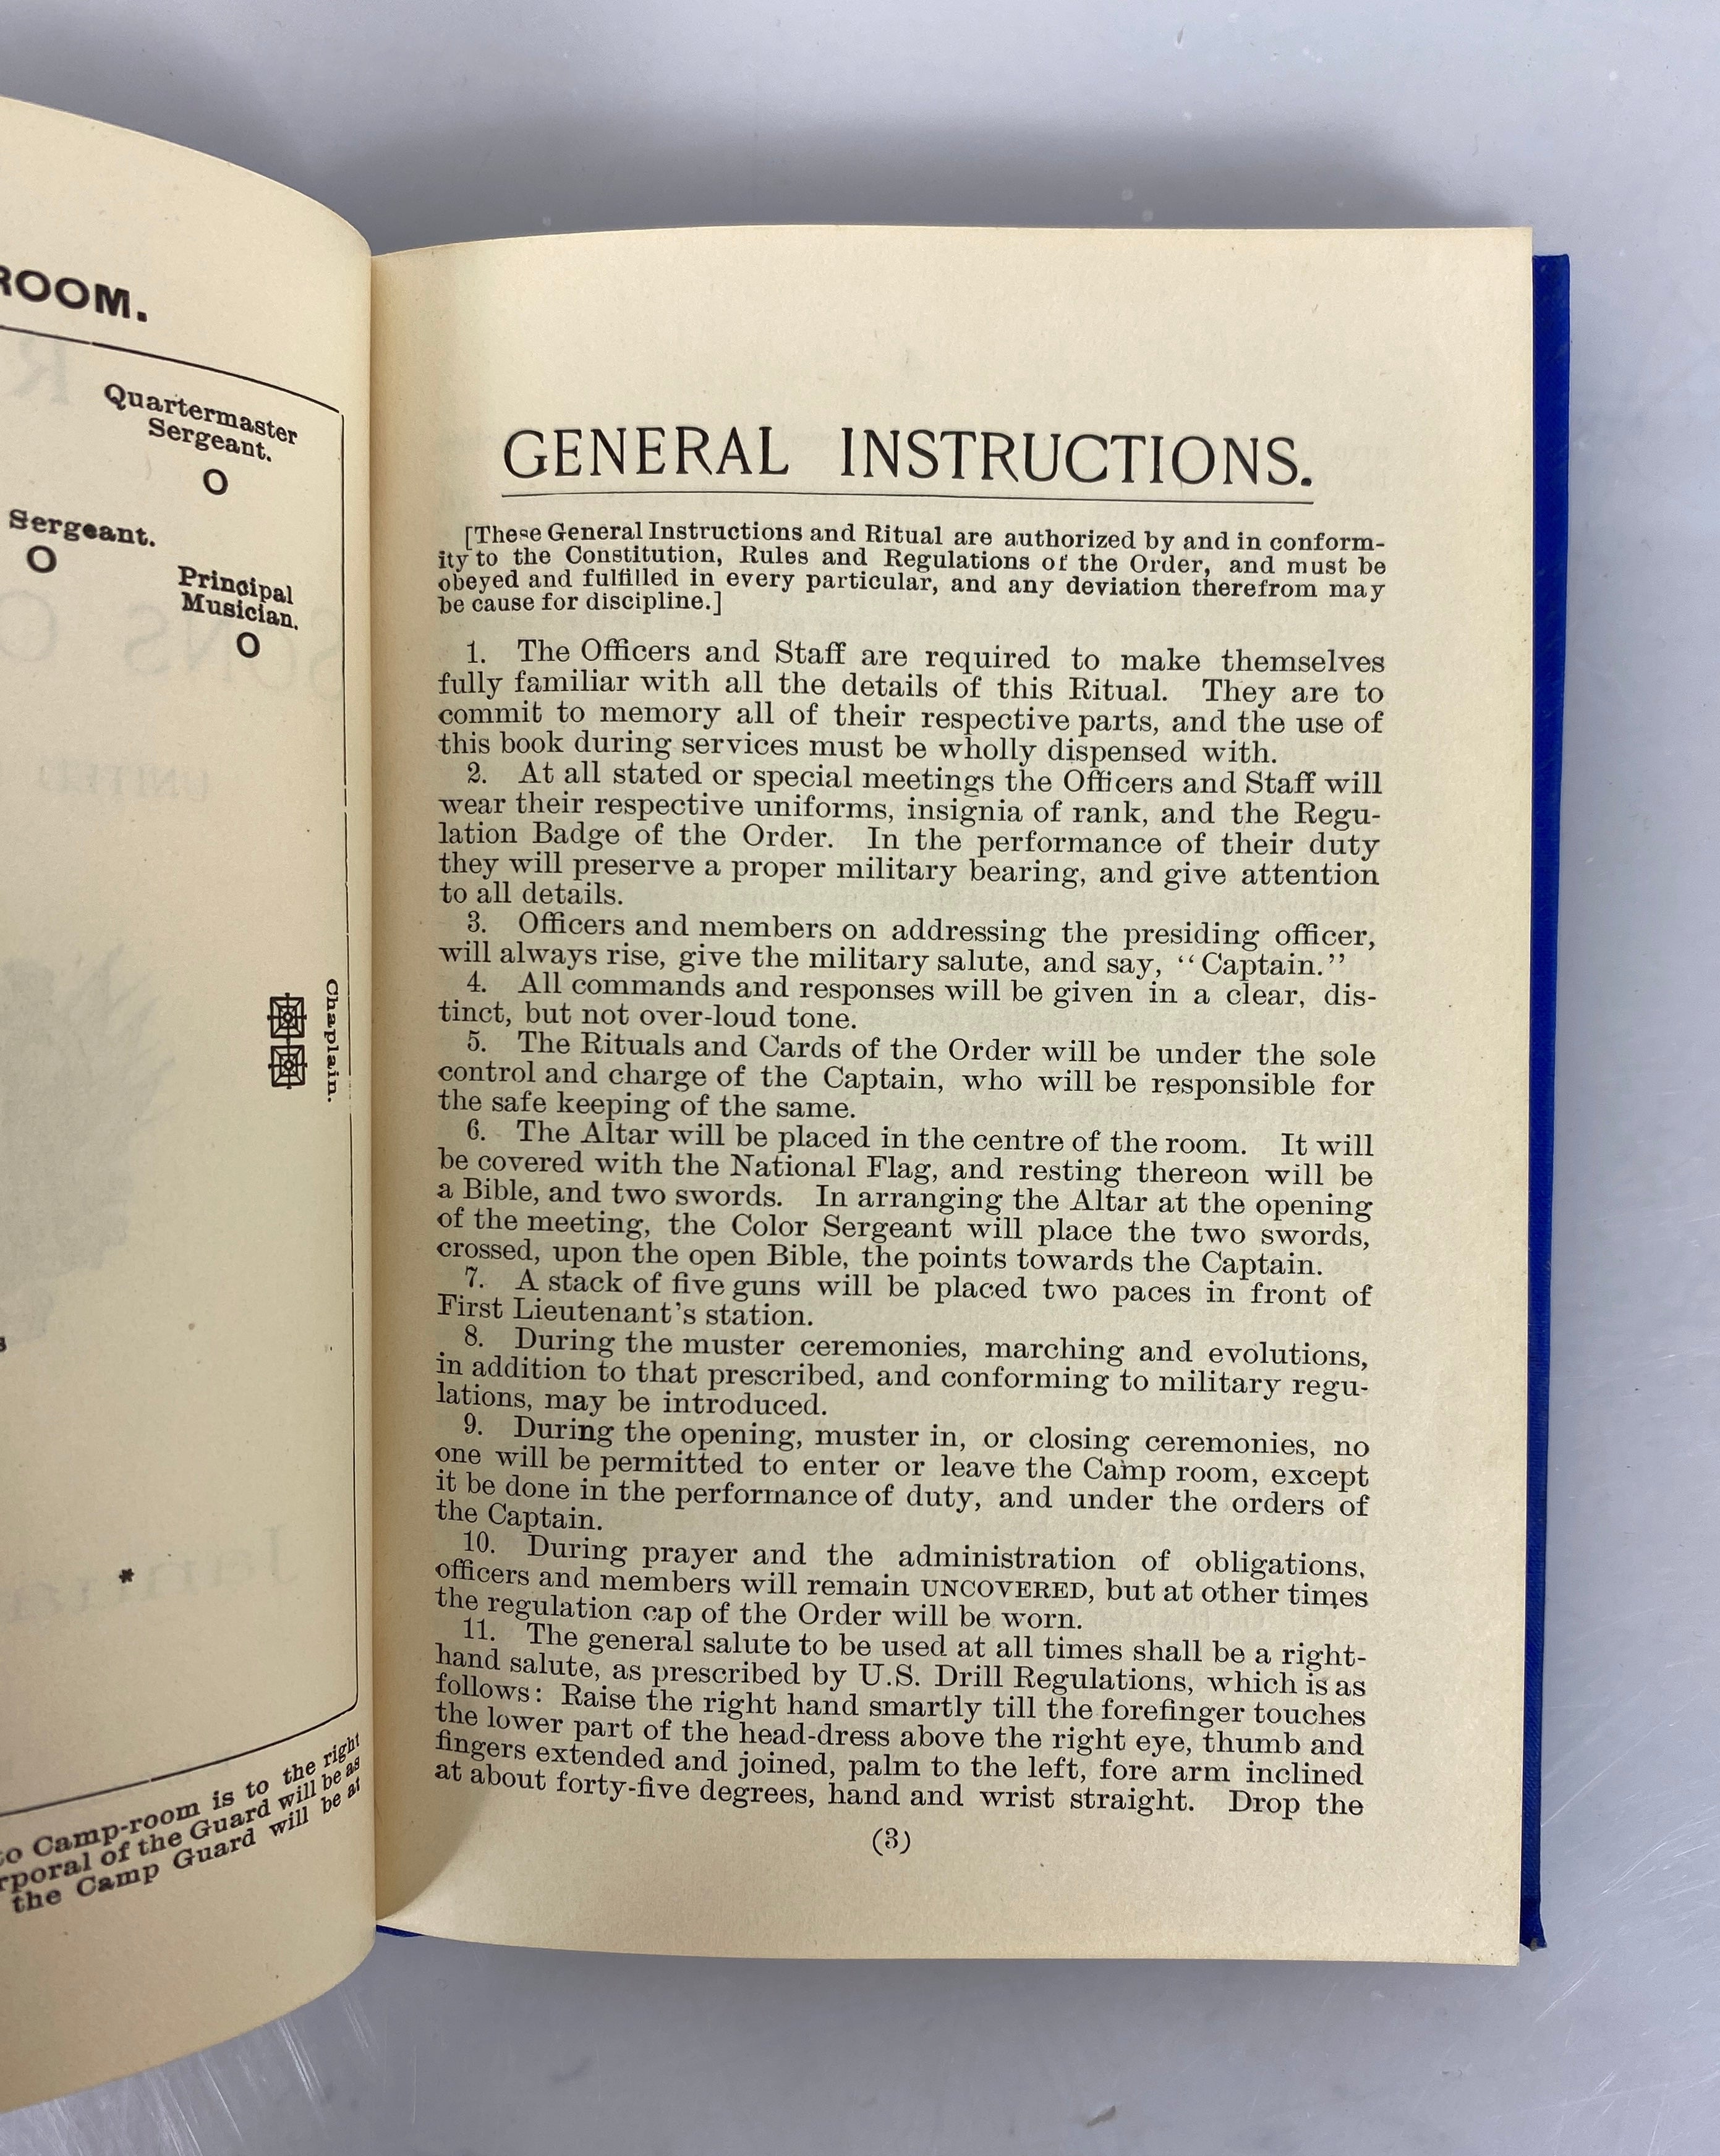 ROOM.
Quartermaster
Sergeant.
O
Sergeant.
O
Principal
Musician.
O
Chaplain.
*
to Camp-room is to the right
rporal of the Guard will be as
the Camp Guard will be at
GENERAL INSTRUCTIONS.
[These General Instructions and Ritual are authorized by and in conform-
ity to the Constitution, Rules and Regulations of the Order, and must be
obeyed and fulfilled in every particular, and any deviation therefrom may
be cause for discipline.]
1. The Officers and Staff are required to make themselves
fully familiar with all the details of this Ritual. They are to
commit to memory all of their respective parts, and the use of
this book during services must be wholly dispensed with.
2. At all stated or special meetings the Officers and Staff will
wear their respective uniforms, insignia of rank, and the Regu-
lation Badge of the Order. In the performance of their duty
they will preserve a proper military bearing, and give attention
to all details.
3. Officers and members on addressing the presiding officer,
will always rise, give the military salute, and say, “Captain.”
4. All commands and responses will be given in a clear, dis-
tinct, but not over-loud tone.
5. The Rituals and Cards of the Order will be under the sole
control and charge of the Captain, who will be responsible for
the safe keeping of the same.
6. The Altar will be placed in the centre of the room. It will
be covered with the National Flag, and resting thereon will be
a Bible, and two swords. In arranging the Altar at the opening
of the meeting, the Color Sergeant will place the two swords,
crossed, upon the open Bible, the points towards the Captain.
7. A stack of five guns will be placed two paces in front of
First Lieutenant’s station.
8. During the muster ceremonies, marching and evolutions,
in addition to that prescribed, and conforming to military regu-
lations, may be introduced.
9. During the opening, muster in, or closing ceremonies, no
one will be permitted to enter or leave the Camp room, except
it be done in the performance of duty, and under the orders of
the Captain.
10. During prayer and the administration of obligations,
officers and members will remain UNCOVERED, but at other times
the regulation cap of the Order will be worn.
11. The general salute to be used at all times shall be a right-
hand salute, as prescribed by U.S. Drill Regulations, which is as
follows: Raise the right hand smartly till the forefinger touches
the lower part of the head-dress above the right eye, thumb and
fingers extended and joined, palm to the left, fore arm inclined
at about forty-five degrees, hand and wrist straight. Drop the
(3)